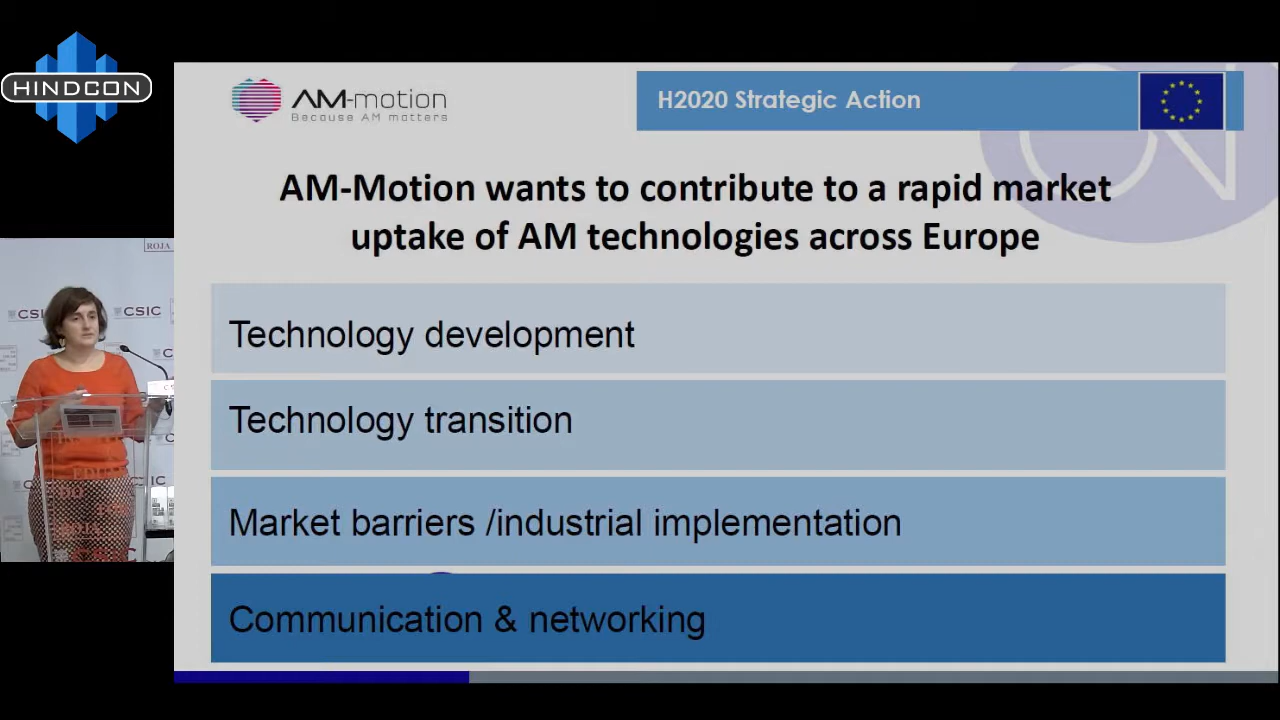 HINDCON
AM-motion
Because AM matters
H2020 Strategic Action
AM-Motion wants to contribute to a rapid market
uptake of AM technologies across Europe
Technology development
Technology transition
Market barriers /industrial implementation
Communication & networking
ROJA
CSIC
CSIC
CSIC